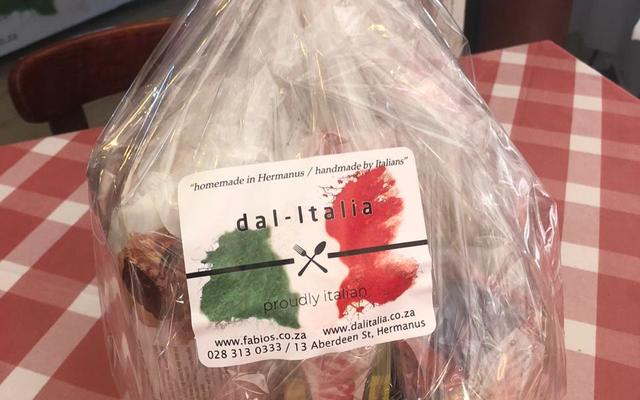 "homemade in Hermanus / handmade by Italians"
dal-Italia
proudly italian
www.fabios.co.za www.dalitalia.co.za
028 313 0333 / 13 Aberdeen St, Hermanus